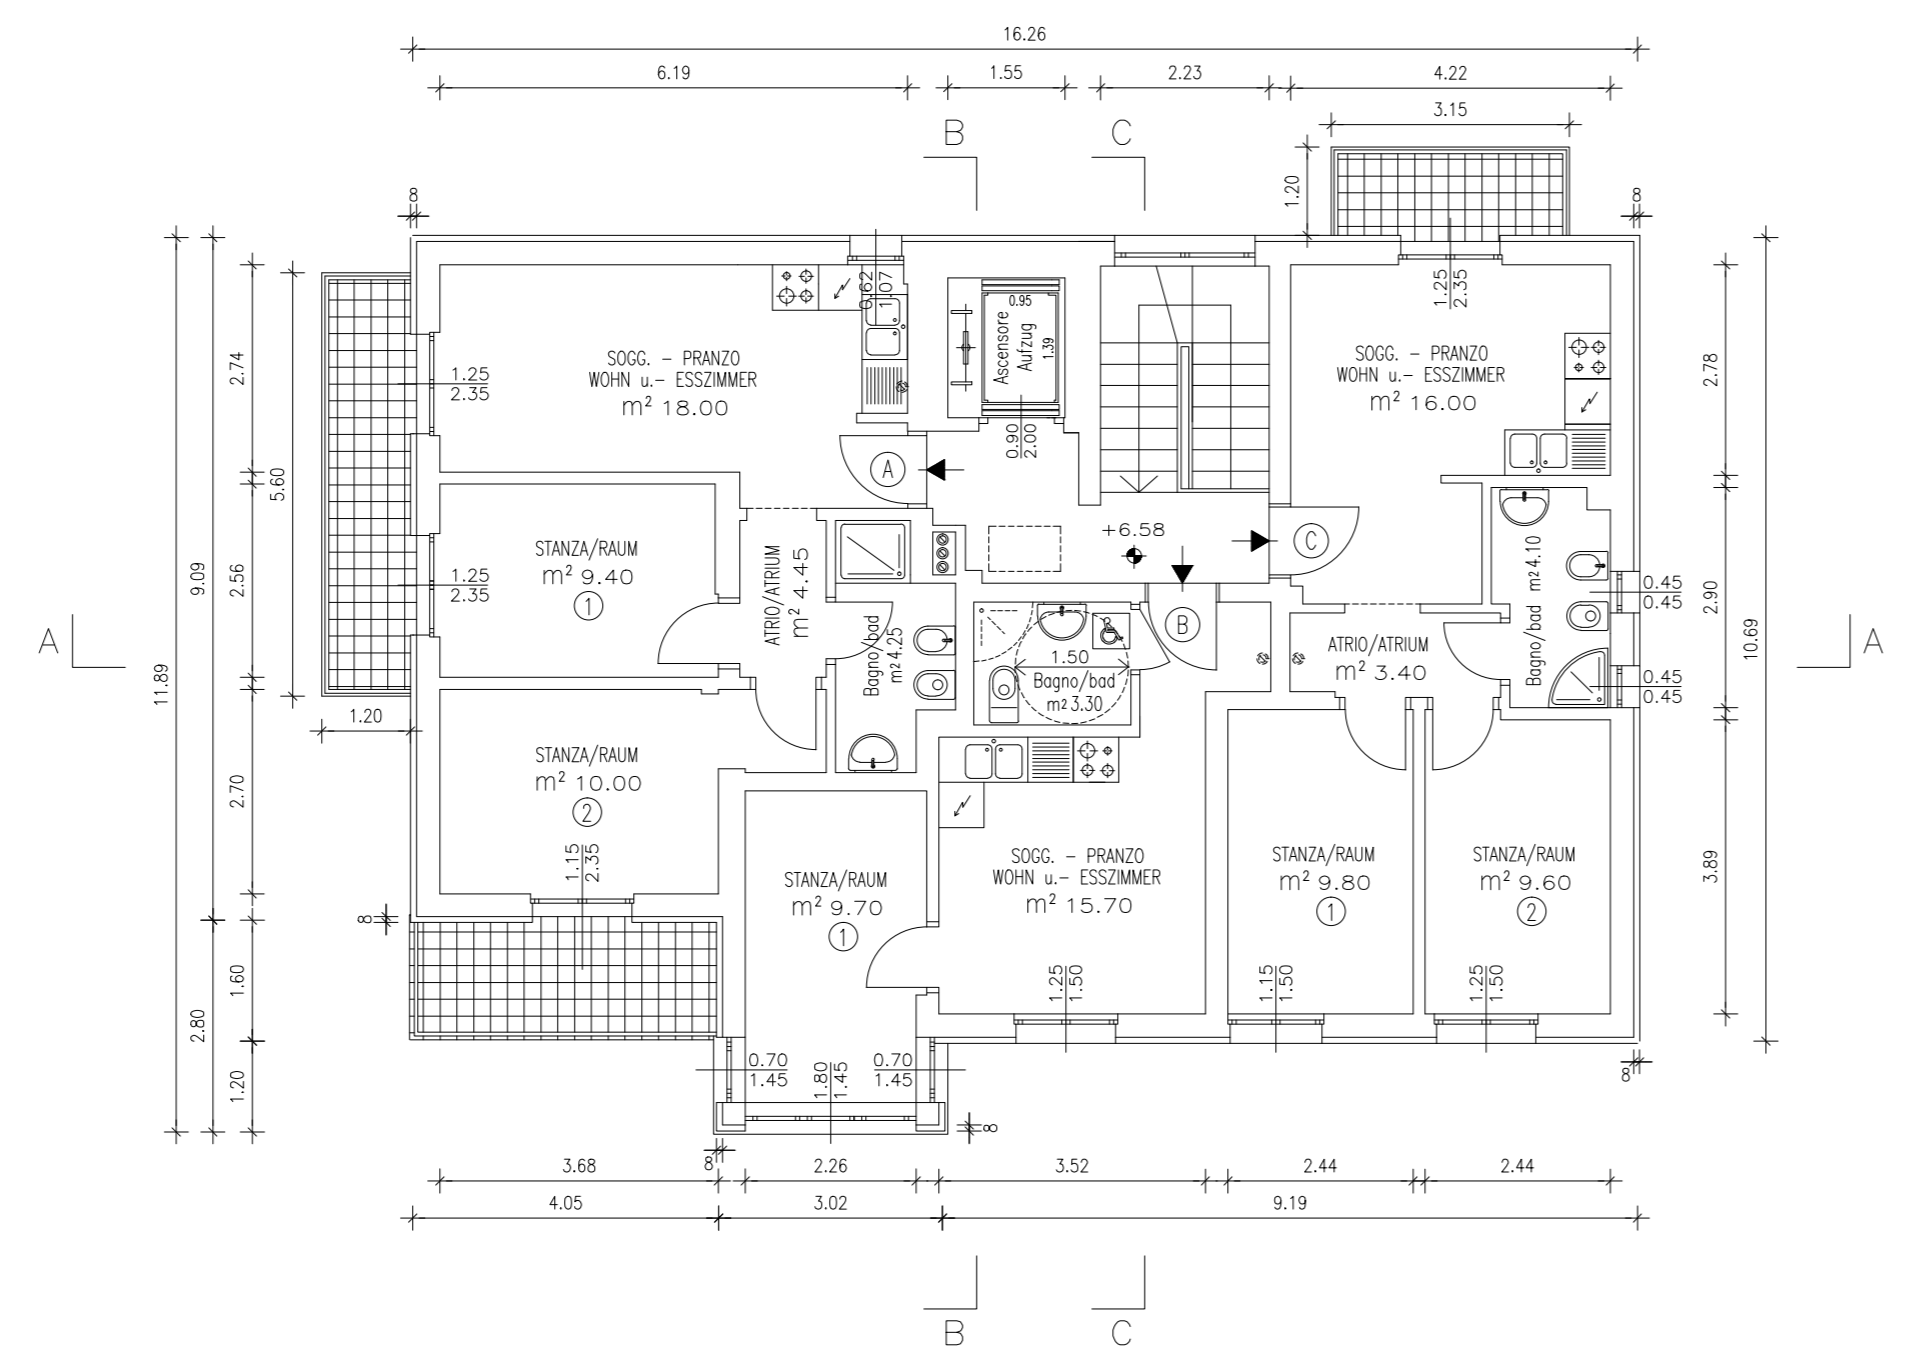 16.26
6.19
1.55
2.23
4.22
3.15
B
C
1.20
8
8
0.62
1.07
0.95
Ascensore
Aufzug
1.39
0.90
2.00
1.25
2.35
SOGG. - PRANZO
WOHN u.- ESSZIMMER
m² 18.00
SOGG. - PRANZO
WOHN u.- ESSZIMMER
m² 16.00
1.25
2.35
2.74
5.60
2.78
A
+6.58
C
STANZA/RAUM
m² 9.40
1
1.25
2.35
ATRIO/ATRIUM
m² 4.45
Bagno/bad
m² 4.25
B
1.50
Bagno/bad
m² 3.30
ATRIO/ATRIUM
m² 3.40
Bagno/bad m² 4.10
0.45
0.45
0.45
0.45
2.56
9.09
11.89
2.90
10.69
A
A
1.20
STANZA/RAUM
m² 10.00
2
1.15
2.35
2.70
8
STANZA/RAUM
m² 9.70
1
SOGG. - PRANZO
WOHN u.- ESSZIMMER
m² 15.70
STANZA/RAUM
m² 9.80
1
STANZA/RAUM
m² 9.60
2
3.89
1.25
1.50
1.15
1.50
1.25
1.50
1.60
2.80
1.20
0.70
1.45
1.80
1.45
0.70
1.45
8
8
8
3.68
2.26
3.52
2.44
2.44
4.05
3.02
9.19
B
C